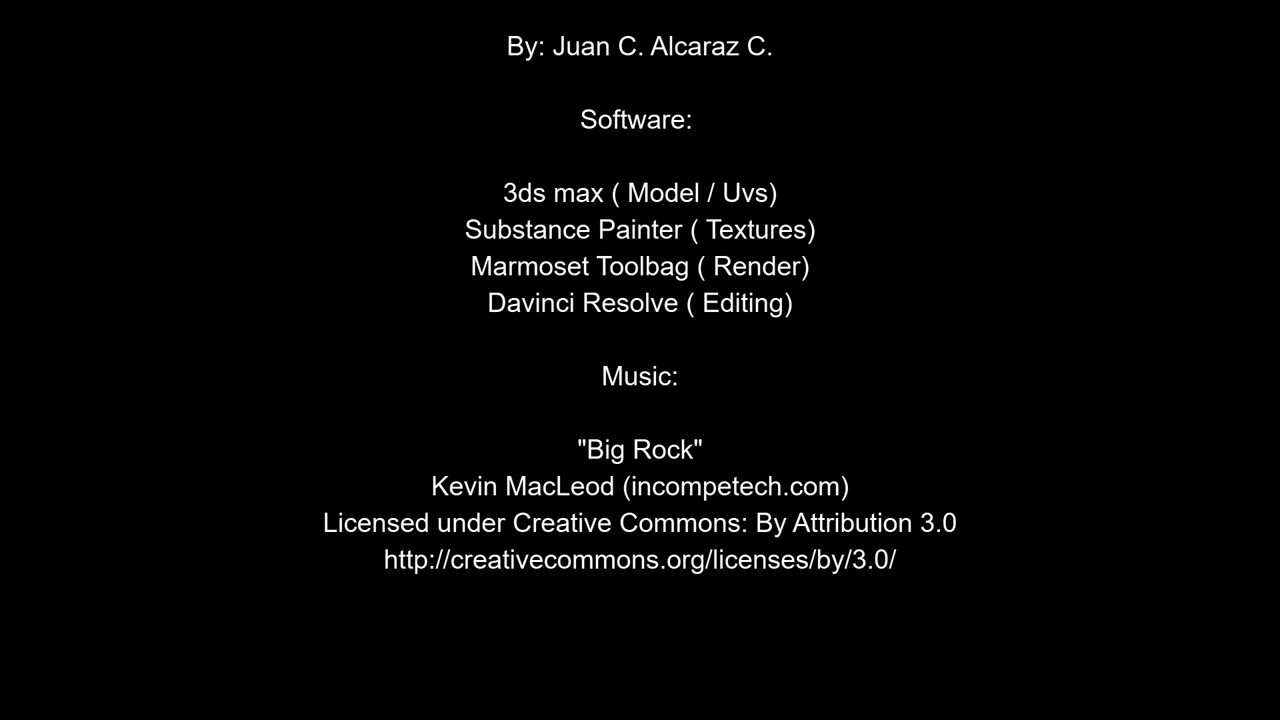 By: Juan C. Alcaraz C.
Software:
3ds max ( Model / Uvs)
Substance Painter ( Textures)
Marmoset Toolbag ( Render)
Davinci Resolve ( Editing)
Music:
"Big Rock"
Kevin MacLeod (incompetech.com)
Licensed under Creative Commons: By Attribution 3.0
http://creativecommons.org/licenses/by/3.0/